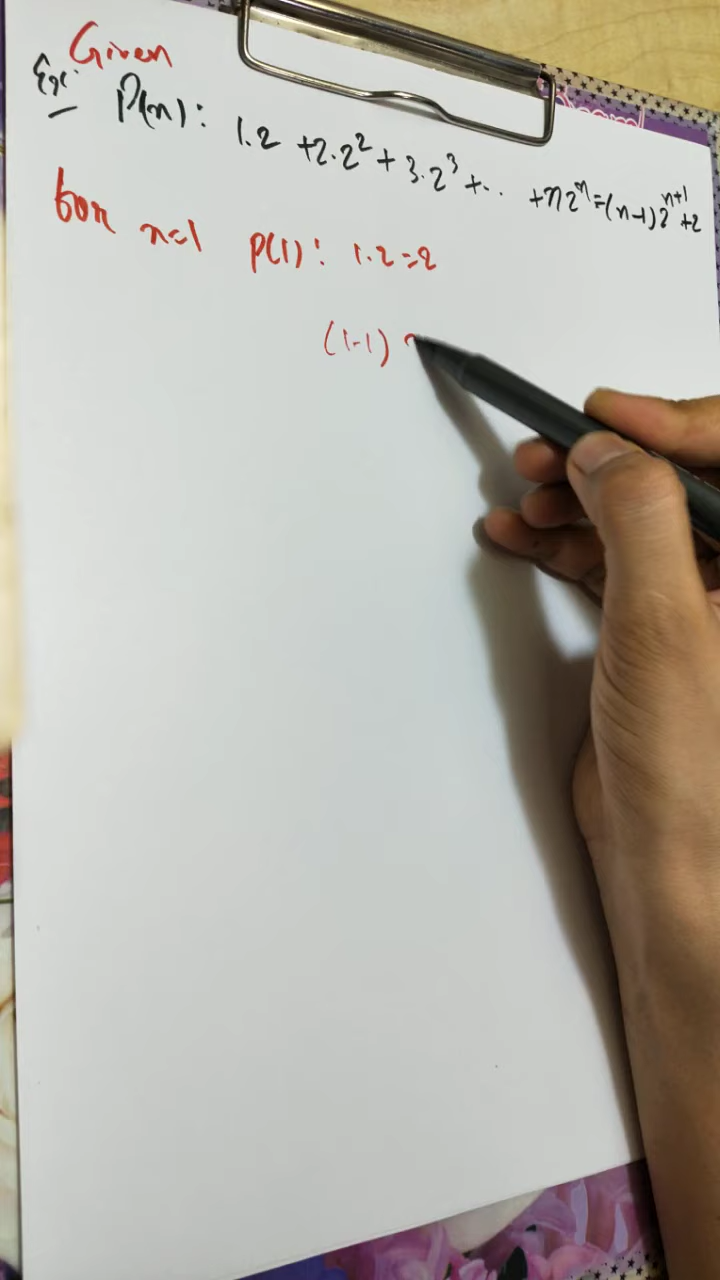 Given
Ex: P(n): 1.2 + 2.2² + 3.2³ + .. + n2ⁿ = (n-1) 2ⁿ⁺¹ + 2
for n=1 P(1): 1.2 = 2
(1-1)